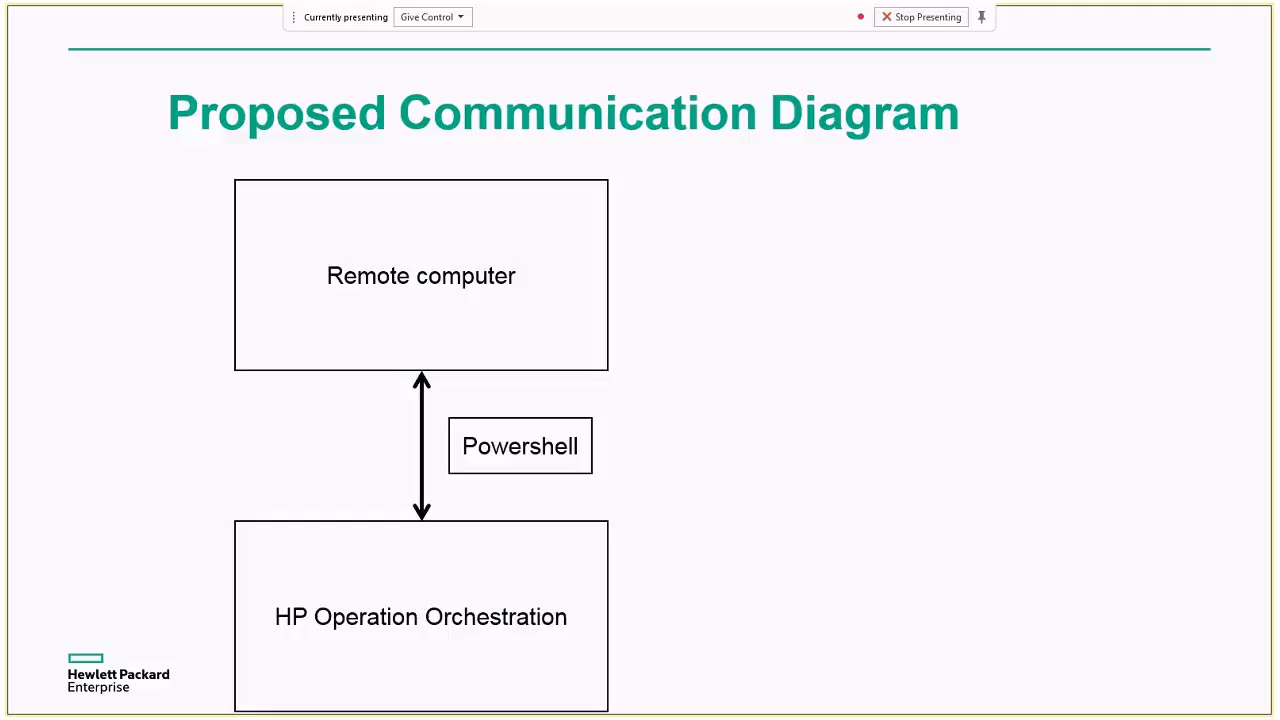 Currently presenting
Give Control
Stop Presenting
Proposed Communication Diagram
Remote computer
Powershell
HP Operation Orchestration
Hewlett Packard
Enterprise